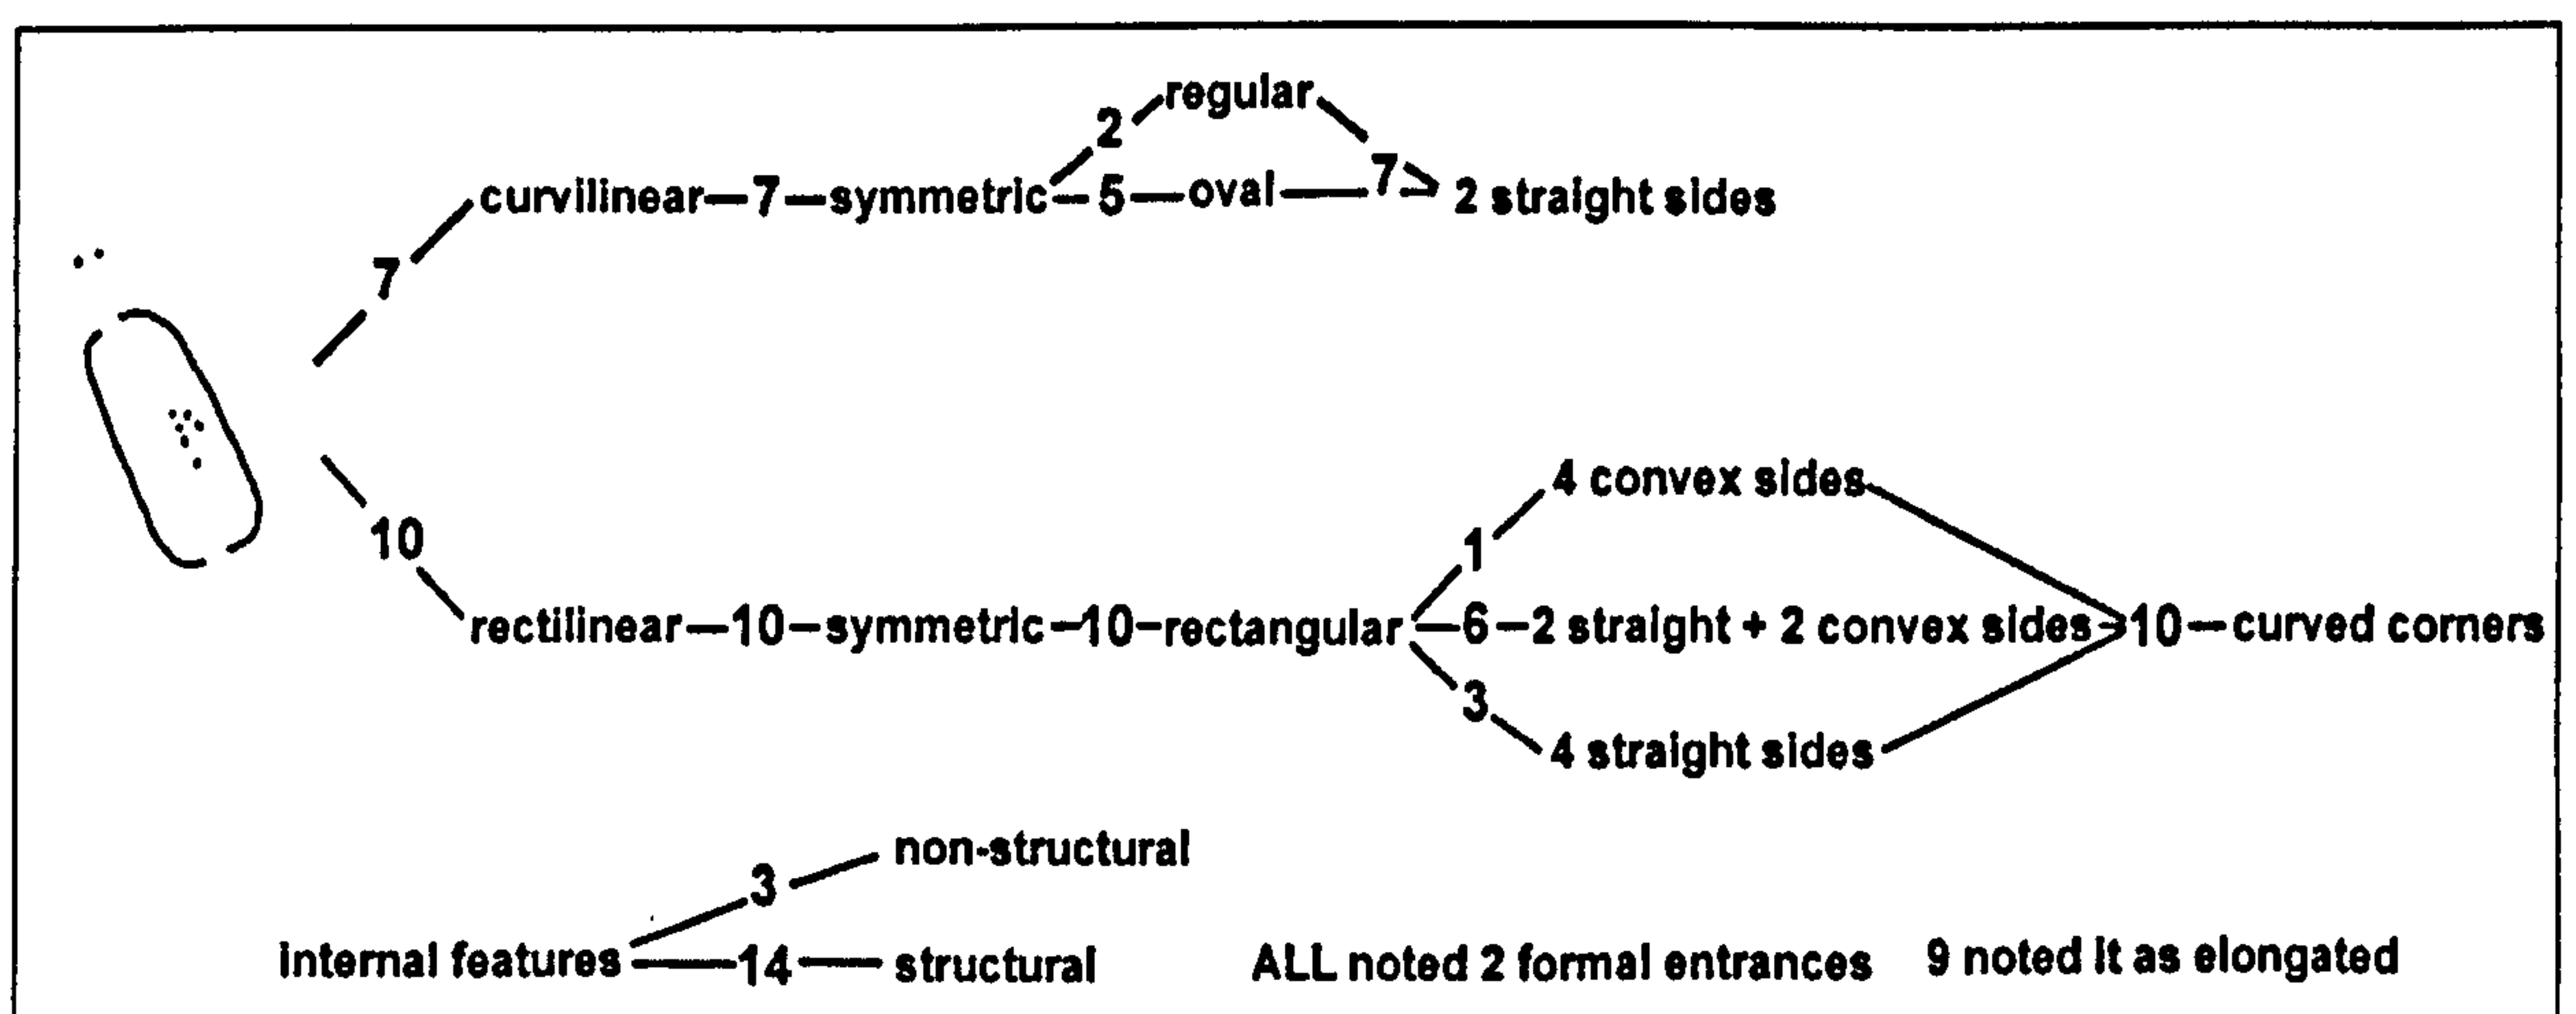 regular
2
curvilinear—7—symmetric—5—oval—7 2 straight sides
7
4 convex sides
10
1
rectilinear—10—symmetric—10—rectangular—6—2 straight + 2 convex sides 10—curved corners
3
4 straight sides
non-structural
3
internal features—14—structural ALL noted 2 formal entrances 9 noted it as elongated